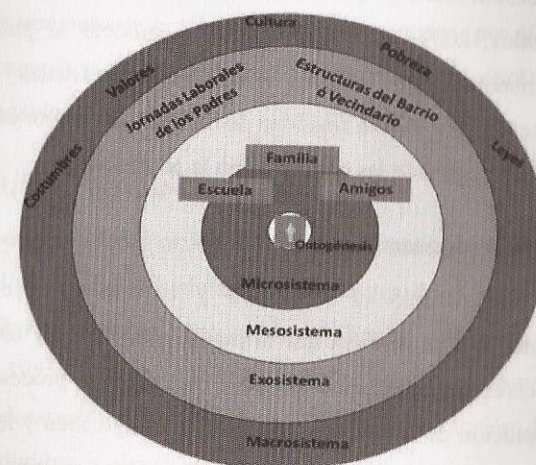 Cultura
Pobreza
Valores
Leyes
Costumbres
Estructuras del Barrio
ó Vecindario
Jornadas Laborales
de los Padres
Familia
Escuela
Amigos
Ontogénesis
Microsistema
Mesosistema
Exosistema
Macrosistema